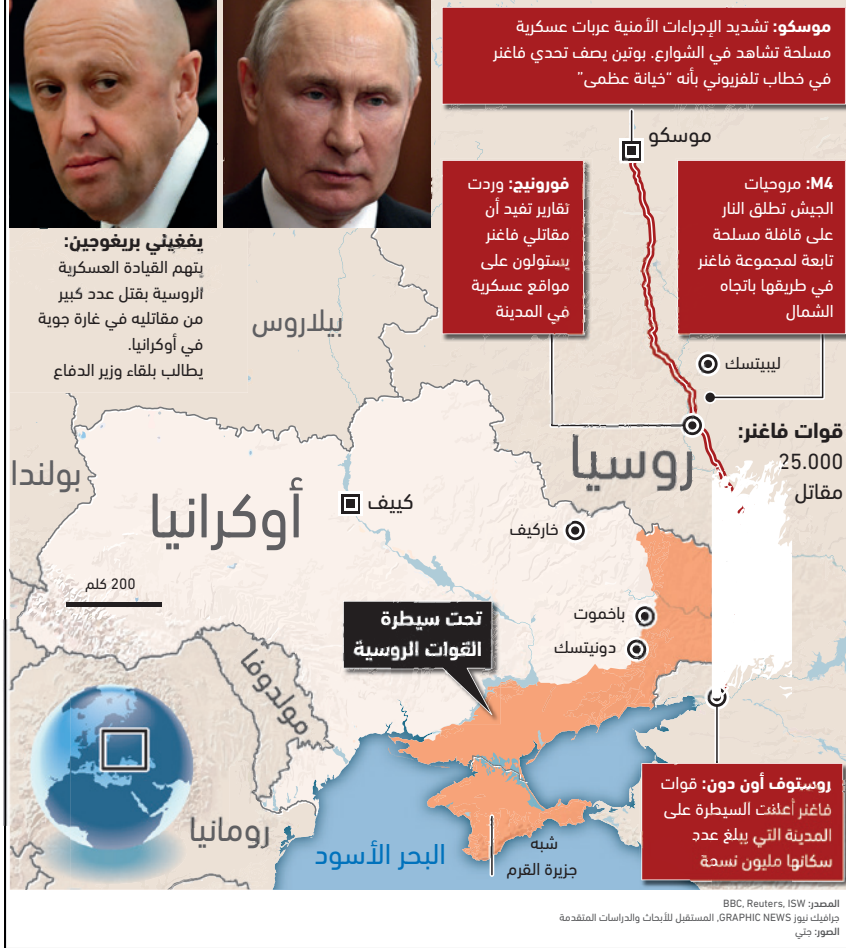 موسكو: تشديد الإجراءات الأمنية عربات عسكرية
مسلحة تشاهد في الشوارع. بوتين يصف تحدي فاغنر
في خطاب تلفزيوني بأنه “خيانة عظمى”
موسكو
M4: مروحيات
الجيش تطلق النار
على قافلة مسلحة
تابعة لمجموعة فاغنر
في طريقها باتجاه
الشمال
فورونيج: وردت
تقارير تفيد أن
مقاتلي فاغنر
يستولون على
مواقع عسكرية
في المدينة
يفغيني بريغوجين:
يتهم القيادة العسكرية
الروسية بقتل عدد كبير
من مقاتليه في غارة جوية
في أوكرانيا.
يطالب بلقاء وزير الدفاع
بيلاروس
ليبيتسك
قوات فاغنر:
25.000
مقاتل
روسيا
بولندا
أوكرانيا
كييف
خاركيف
200 كلم
باخموت
دونيتسك
تحت سيطرة
القوات الروسية
مولدوفا
رومانيا
البحر الأسود
شبه
جزيرة القرم
روستوف أون دون: قوات
فاغنر أعلنت السيطرة على
المدينة التي يبلغ عدد
سكانها مليون نسمة
المصدر: BBC, Reuters, ISW
جرافيك نيوز GRAPHIC NEWS, المستقبل للأبحاث والدراسات المتقدمة
الصور: جتي